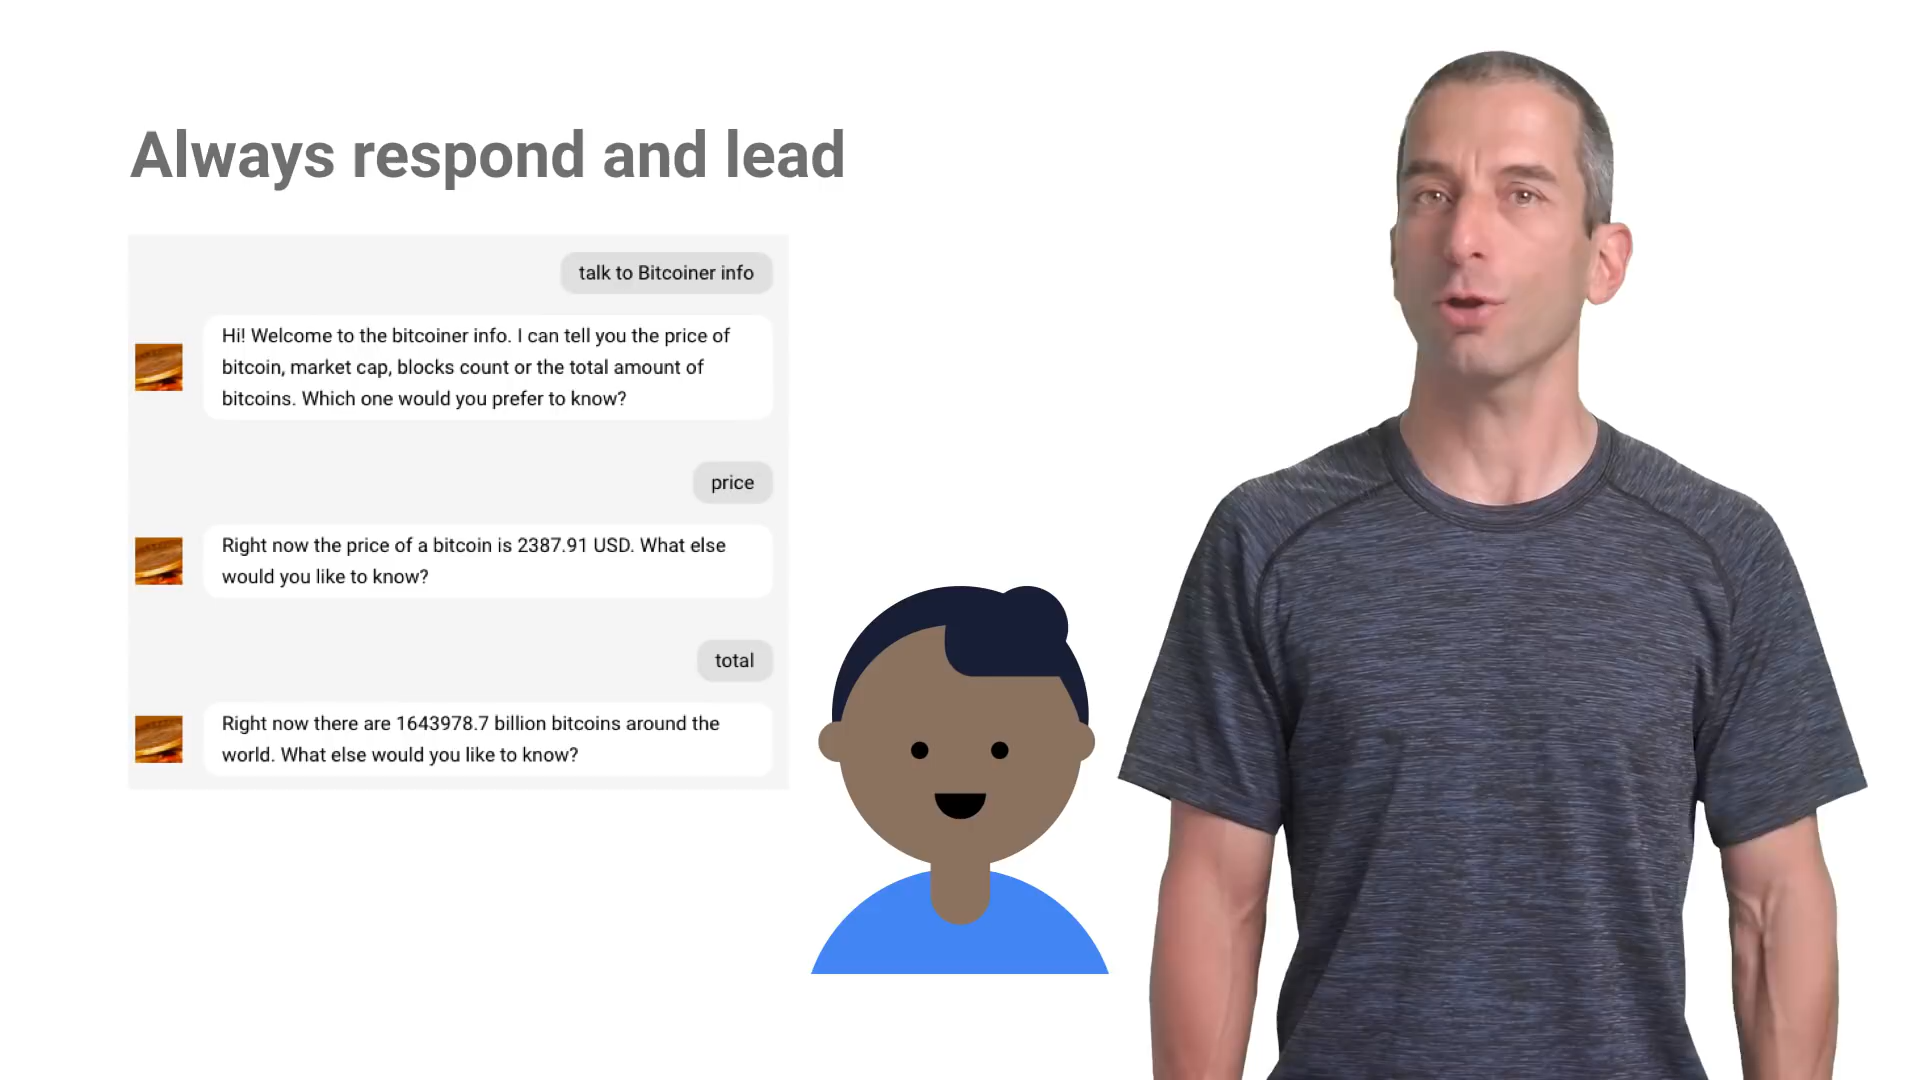 Always respond and lead
talk to Bitcoiner info
Hi! Welcome to the bitcoiner info. I can tell you the price of
bitcoin, market cap, blocks count or the total amount of
bitcoins. Which one would you prefer to know?
price
Right now the price of a bitcoin is 2387.91 USD. What else
would you like to know?
total
Right now there are 1643978.7 billion bitcoins around the
world. What else would you like to know?